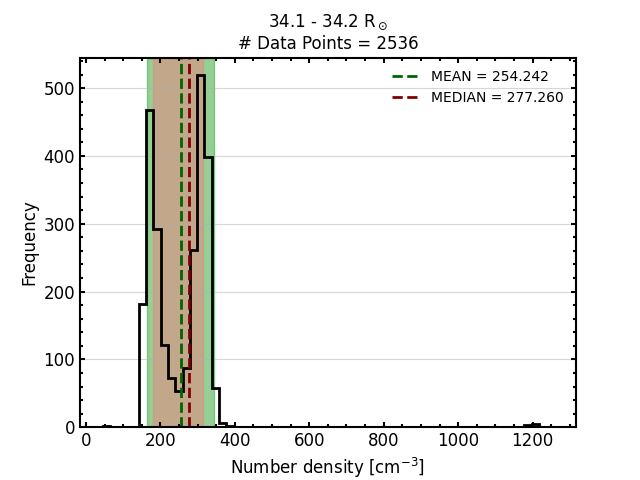 34.1 - 34.2 R⊙
# Data Points = 2536
MEAN = 254.242
MEDIAN = 277.260
Frequency
500
400
300
200
100
0
0 200 400 600 800 1000 1200
Number density [cm⁻³]